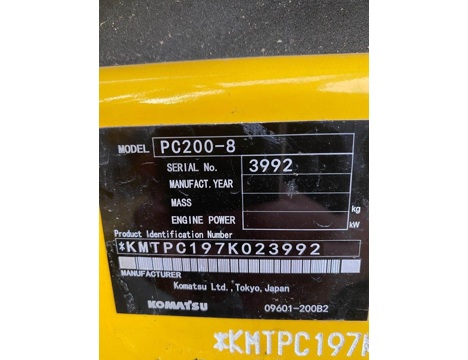 MODEL PC200-8
SERIAL No. 3992
MANUFACT. YEAR
MASS kg
ENGINE POWER kW
Product Identification Number
*KMTPC197K023992
MANUFACTURER
Komatsu Ltd., Tokyo, Japan
KOMATSU 09601-200B2
*KMTPC197K